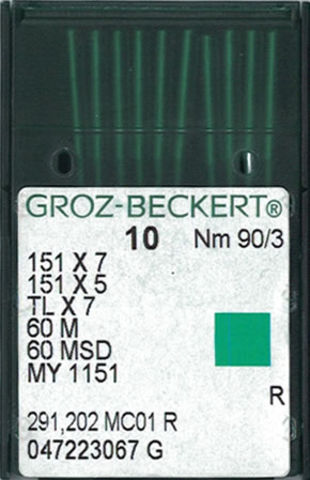 GROZ-BECKERT®
10 Nm 90/3
151 X 7
151 X 5
TL X 7
60 M
60 MSD
MY 1151
R
291,202 MC01 R
047223067 G